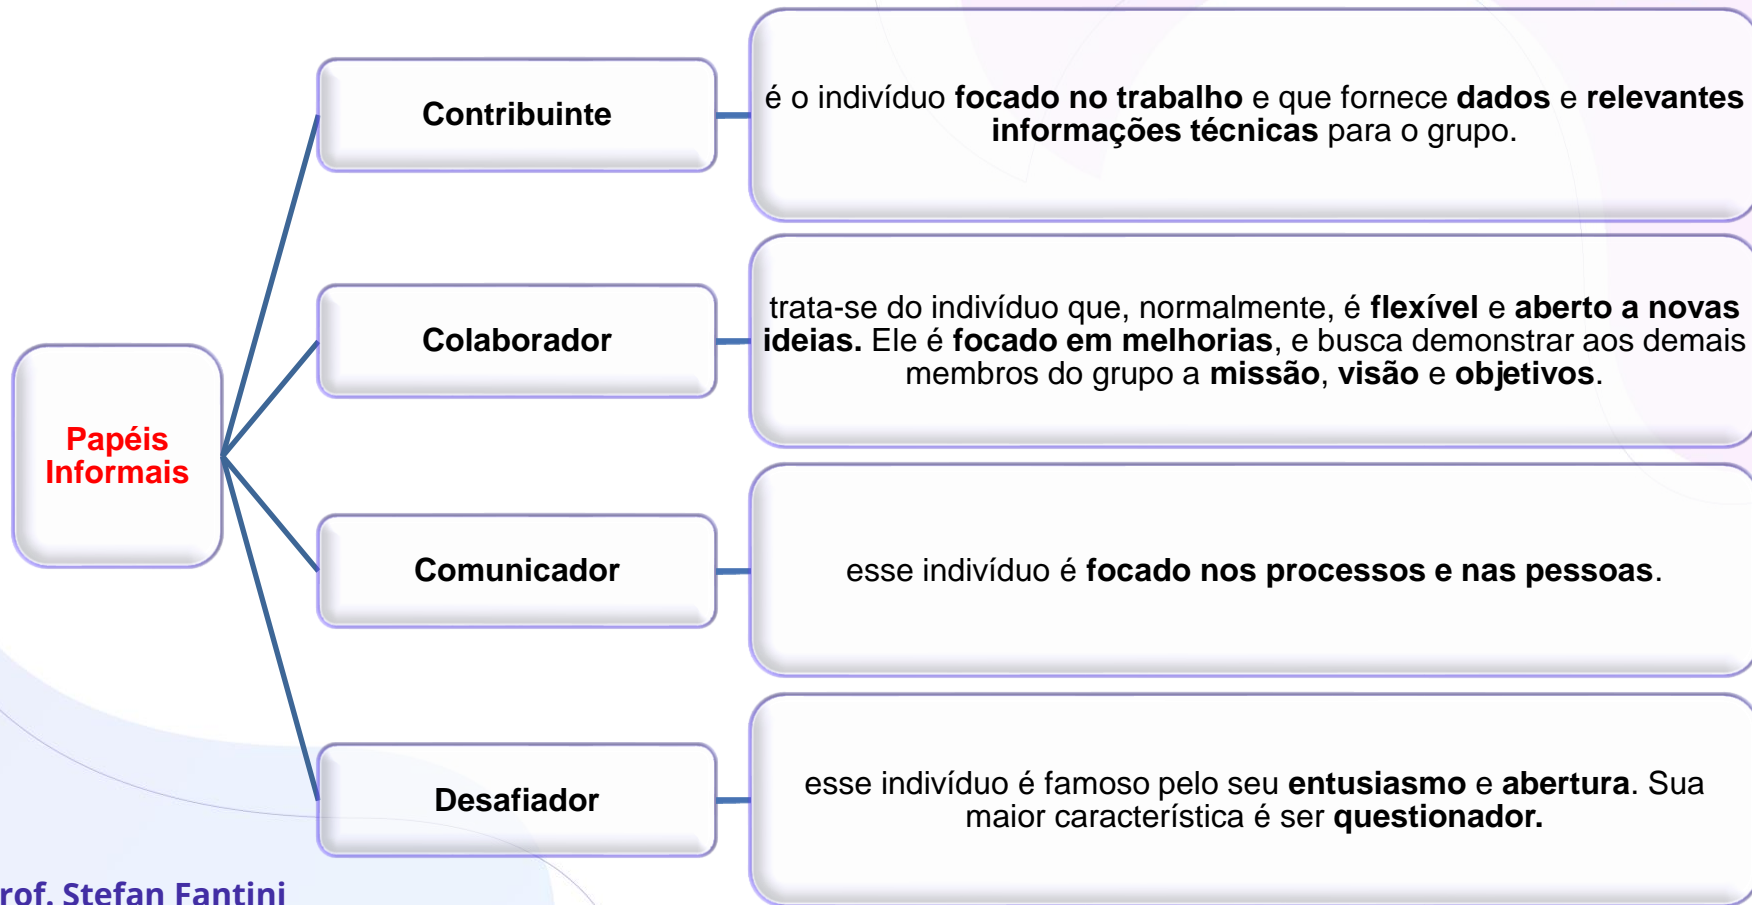 Papéis
Informais
Contribuinte
é o indivíduo focado no trabalho e que fornece dados e relevantes
informações técnicas para o grupo.
Colaborador
trata-se do indivíduo que, normalmente, é flexível e aberto a novas
ideias. Ele é focado em melhorias, e busca demonstrar aos demais
membros do grupo a missão, visão e objetivos.
Comunicador
esse indivíduo é focado nos processos e nas pessoas.
Desafiador
esse indivíduo é famoso pelo seu entusiasmo e abertura. Sua
maior característica é ser questionador.
rof. Stefan Fantini